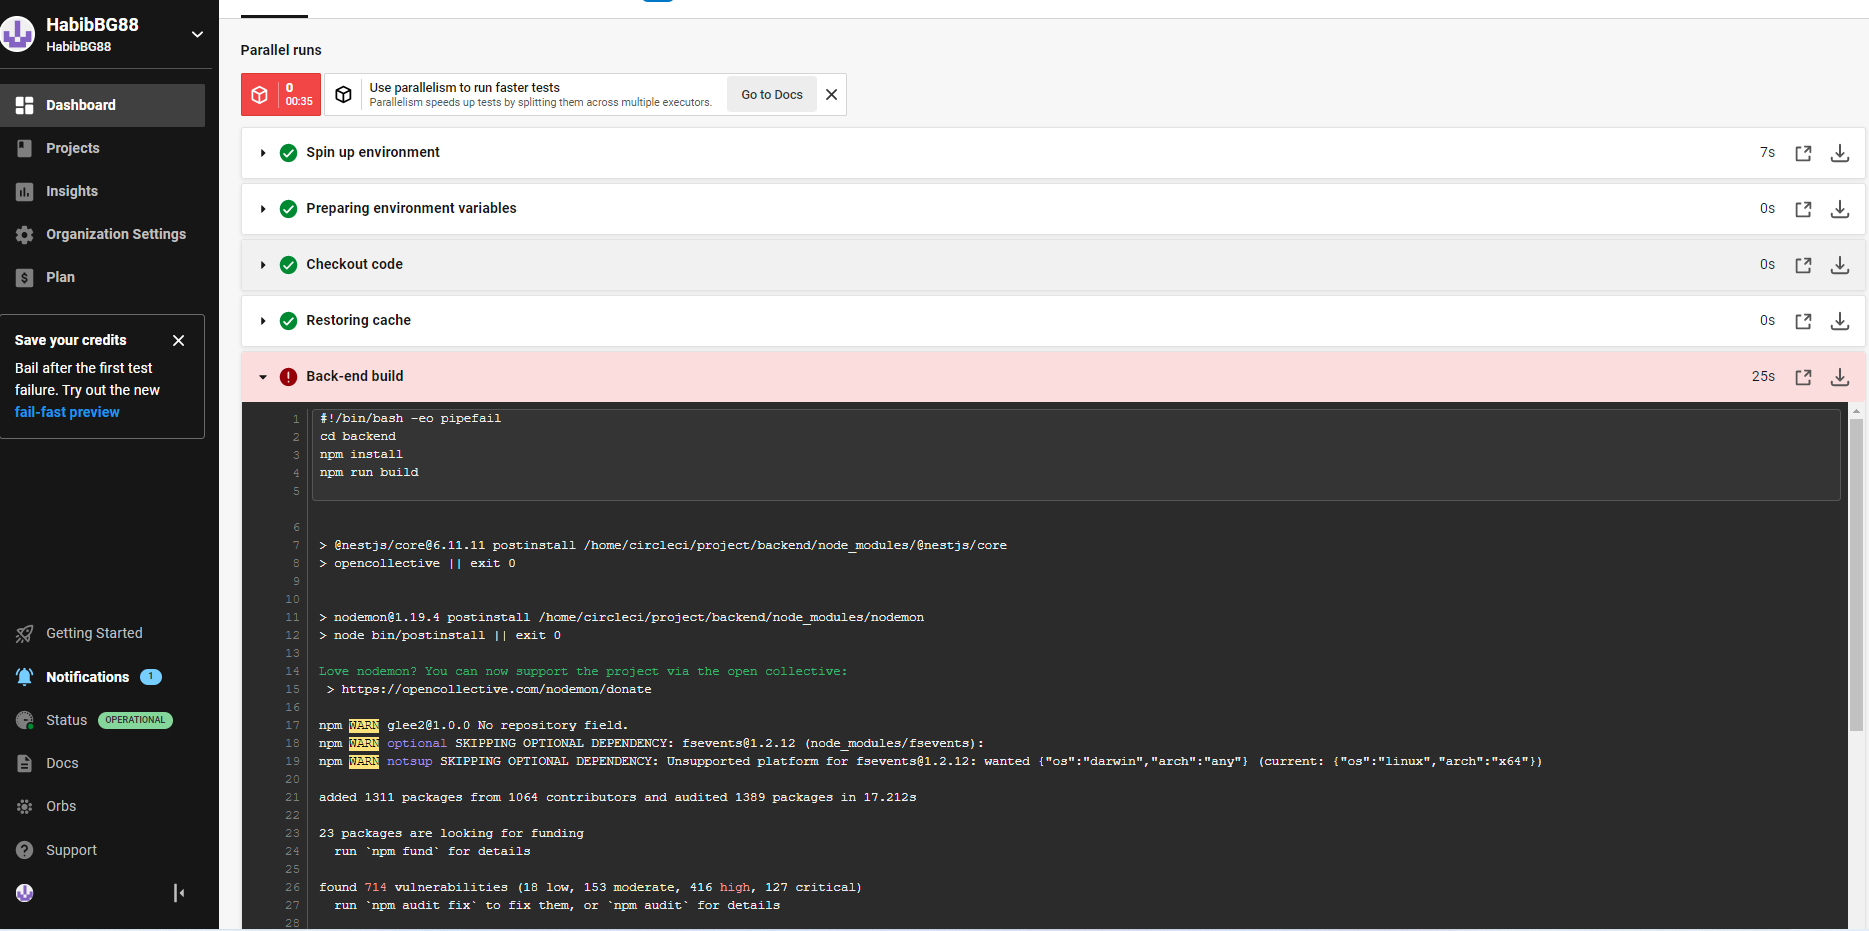 HabibBG88
HabibBG88
Dashboard
Projects
Insights
Organization Settings
Plan
Save your credits
Bail after the first test
failure. Try out the new
fail-fast preview
Getting Started
Notifications 1
Status OPERATIONAL
Docs
Orbs
Support
Parallel runs
0
00:35
Use parallelism to run faster tests
Parallelism speeds up tests by splitting them across multiple executors.
Go to Docs
Spin up environment 7s
Preparing environment variables 0s
Checkout code 0s
Restoring cache 0s
Back-end build 25s
1 #!/bin/bash -eo pipefail
2 cd backend
3 npm install
4 npm run build
5
6
7 > @nestjs/core@6.11.11 postinstall /home/circleci/project/backend/node_modules/@nestjs/core
8 > opencollective || exit 0
9
10
11 > nodemon@1.19.4 postinstall /home/circleci/project/backend/node_modules/nodemon
12 > node bin/postinstall || exit 0
13
14 Love nodemon? You can now support the project via the open collective:
15 > https://opencollective.com/nodemon/donate
16
17 npm WARN glee2@1.0.0 No repository field.
18 npm WARN optional SKIPPING OPTIONAL DEPENDENCY: fsevents@1.2.12 (node_modules/fsevents):
19 npm WARN notsup SKIPPING OPTIONAL DEPENDENCY: Unsupported platform for fsevents@1.2.12: wanted {"os":"darwin","arch":"any"} (current: {"os":"linux","arch":"x64"})
20
21 added 1311 packages from 1064 contributors and audited 1389 packages in 17.212s
22
23 23 packages are looking for funding
24 run `npm fund` for details
25
26 found 714 vulnerabilities (18 low, 153 moderate, 416 high, 127 critical)
27 run `npm audit fix` to fix them, or `npm audit` for details
28